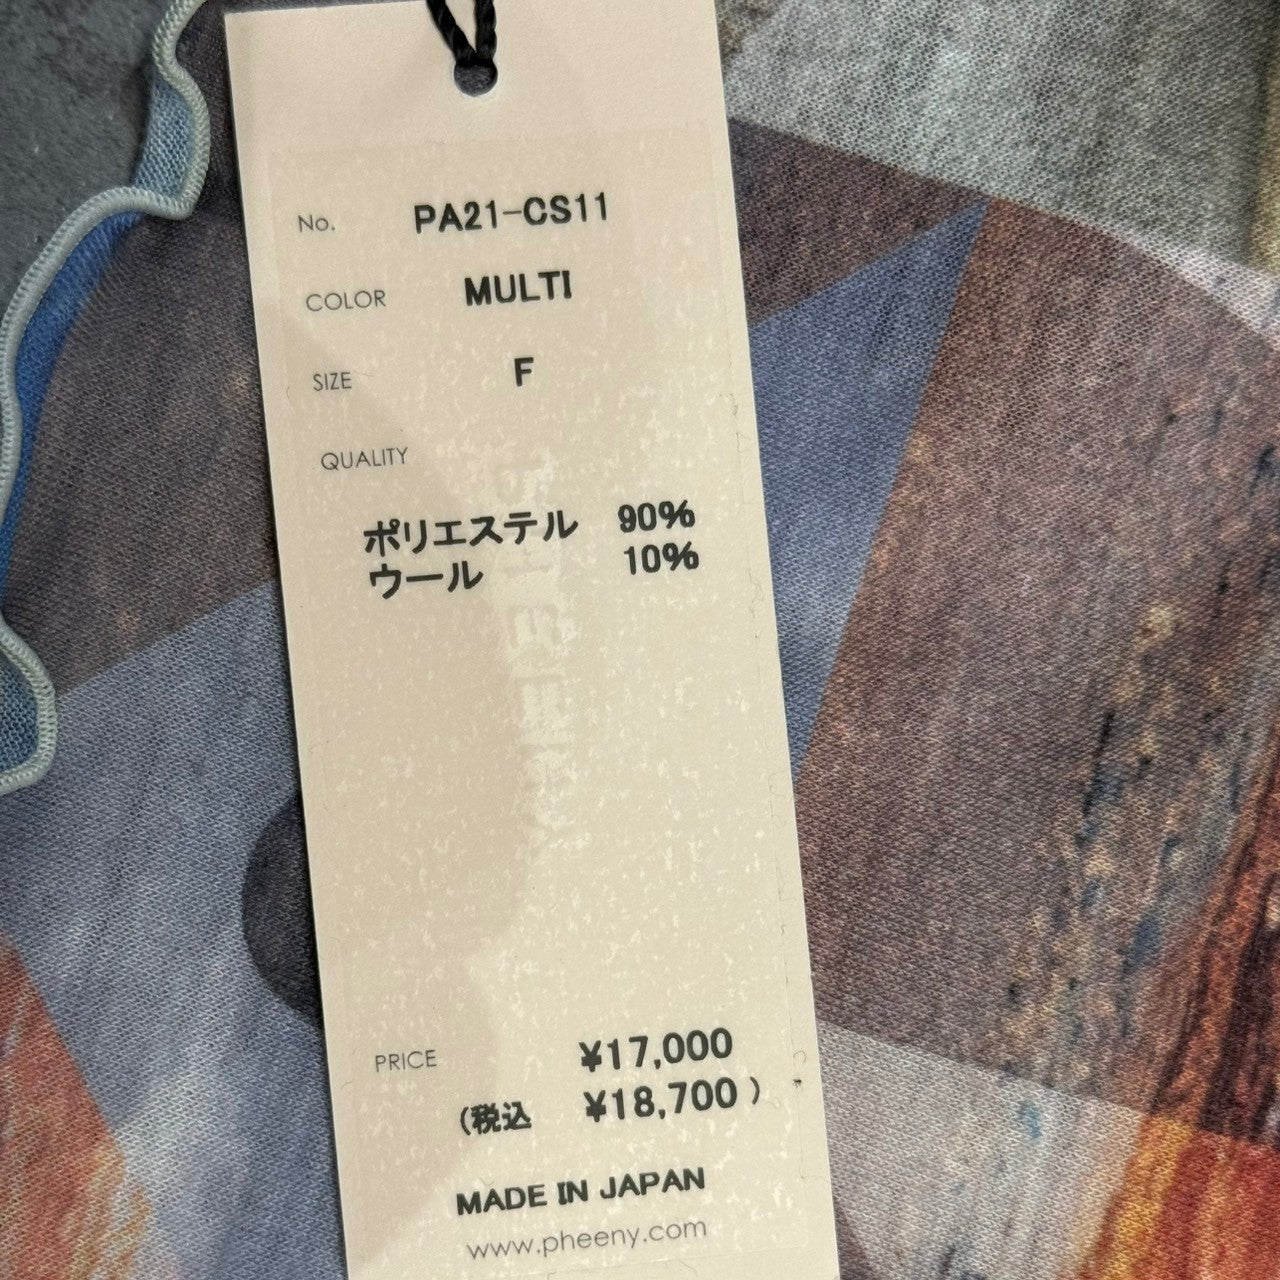 No. PA21-CS11
COLOR MULTI
SIZE F
QUALITY
ポリエステル 90%
ウール 10%
PRICE ¥17,000
(税込 ¥18,700)
MADE IN JAPAN
www.pheeny.com